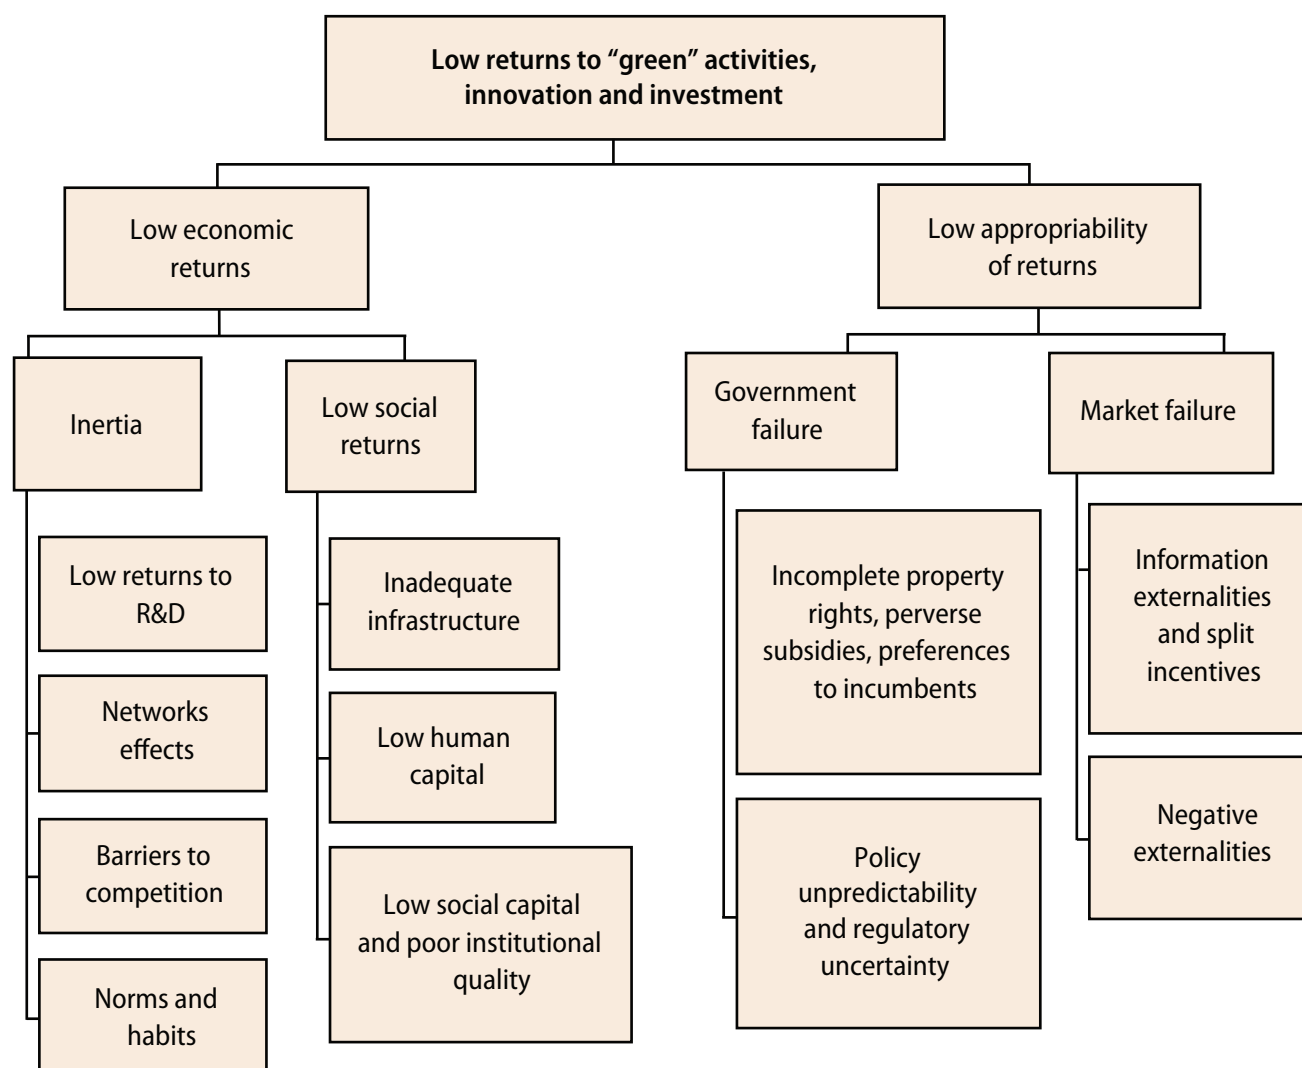 Low returns to “green” activities,
innovation and investment
Low economic
returns
Low appropriability
of returns
Inertia
Low social
returns
Government
failure
Market failure
Low returns to
R&D
Networks
effects
Barriers to
competition
Norms and
habits
Inadequate
infrastructure
Low human
capital
Low social capital
and poor institutional
quality
Incomplete property
rights, perverse
subsidies, preferences
to incumbents
Policy
unpredictability
and regulatory
uncertainty
Information
externalities
and split
incentives
Negative
externalities